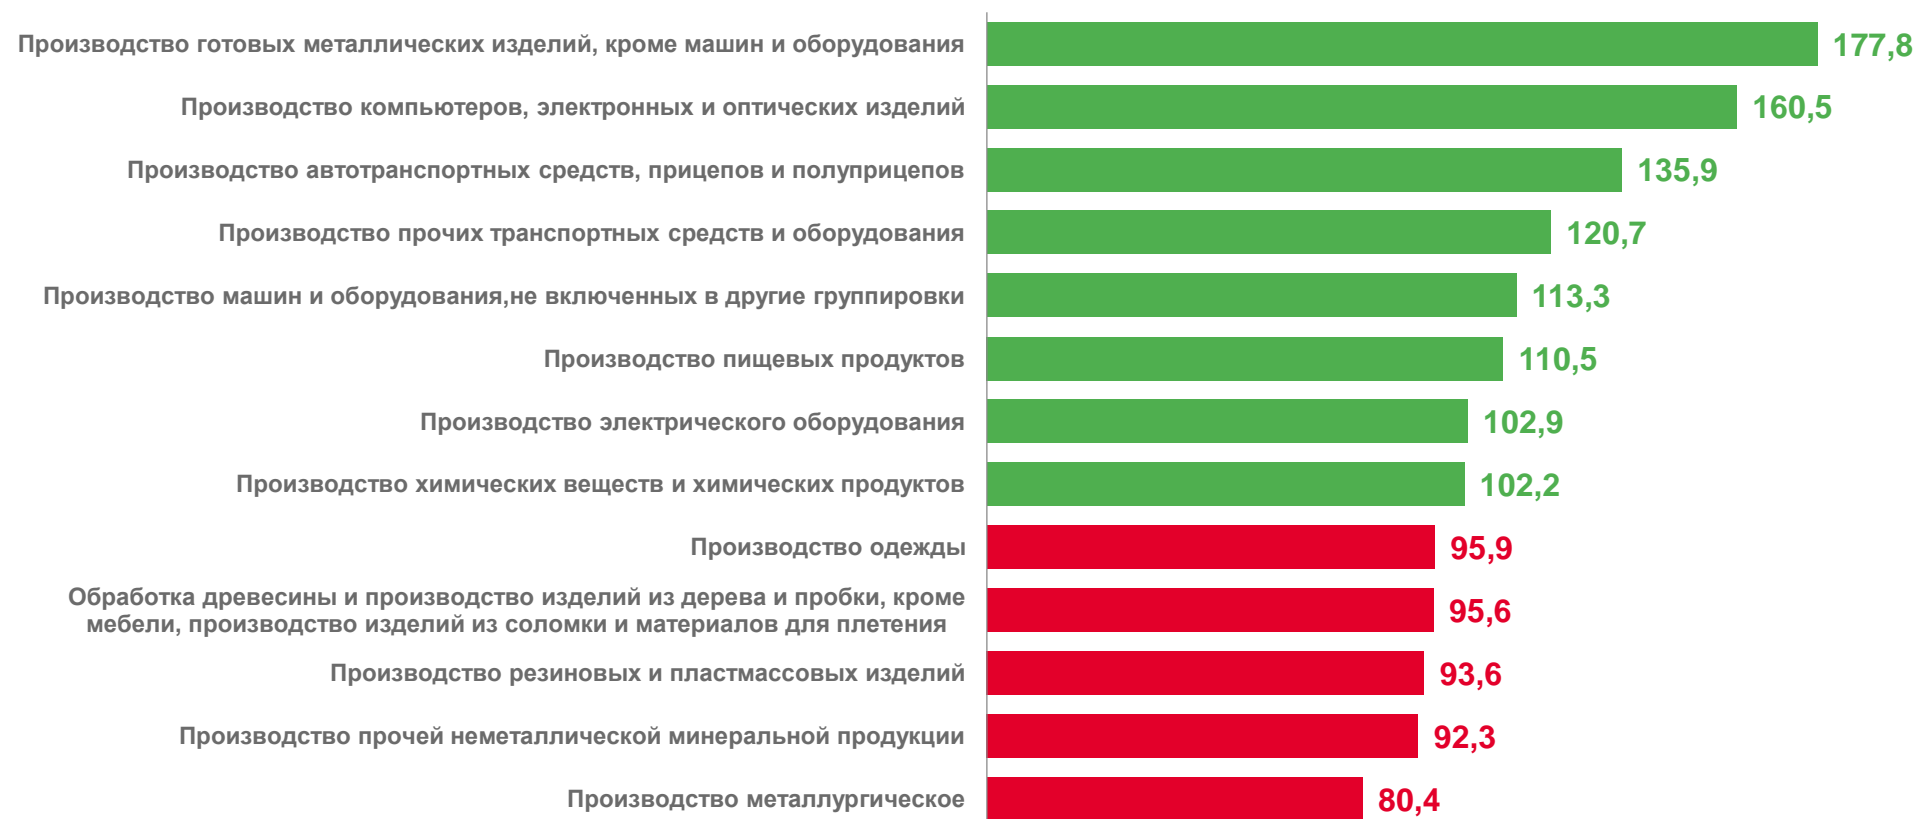 Производство готовых металлических изделий, кроме машин и оборудования 177,8
Производство компьютеров, электронных и оптических изделий 160,5
Производство автотранспортных средств, прицепов и полуприцепов 135,9
Производство прочих транспортных средств и оборудования 120,7
Производство машин и оборудования,не включенных в другие группировки 113,3
Производство пищевых продуктов 110,5
Производство электрического оборудования 102,9
Производство химических веществ и химических продуктов 102,2
Производство одежды 95,9
Обработка древесины и производство изделий из дерева и пробки, кроме
мебели, производство изделий из соломки и материалов для плетения 95,6
Производство резиновых и пластмассовых изделий 93,6
Производство прочей неметаллической минеральной продукции 92,3
Производство металлургическое 80,4